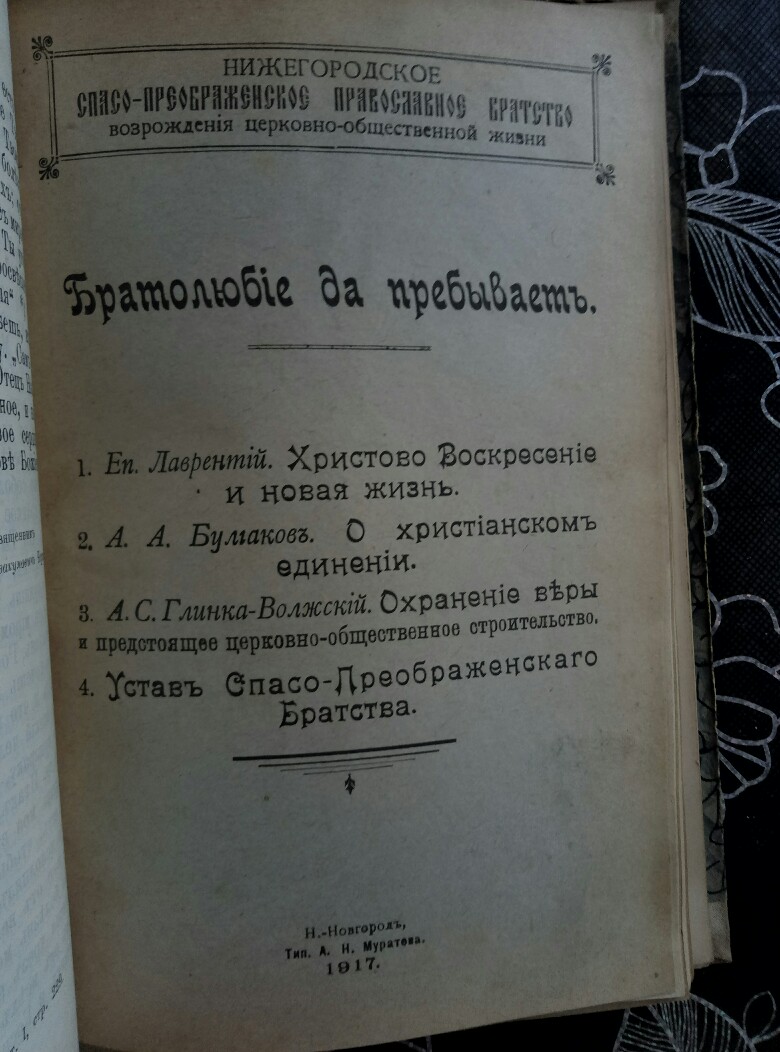 НИЖЕГОРОДСКОЕ
СПАСО-ПРЕОБРАЖЕНСКОЕ ПРАВОСЛАВНОЕ БРАТСТВО
ВОЗРОЖДЕНІЯ ЦЕРКОВНО-ОБЩЕСТВЕННОЙ ЖИЗНИ
Братолюбіе да пребываетъ.
1. Еп. Лаврентій. Христово Воскресеніе
и новая жизнь.
2. А. А. Булгаковъ. О христіанскомъ
единеніи.
3. А. С. Глинка-Волжскій. Охраненіе вѣры
и предстоящее церковно-общественное строительство.
4. Уставъ Спасо-Преображенскаго
Братства.
Н.-Новгородъ,
Тип. А. Н. Муратова.
1917.